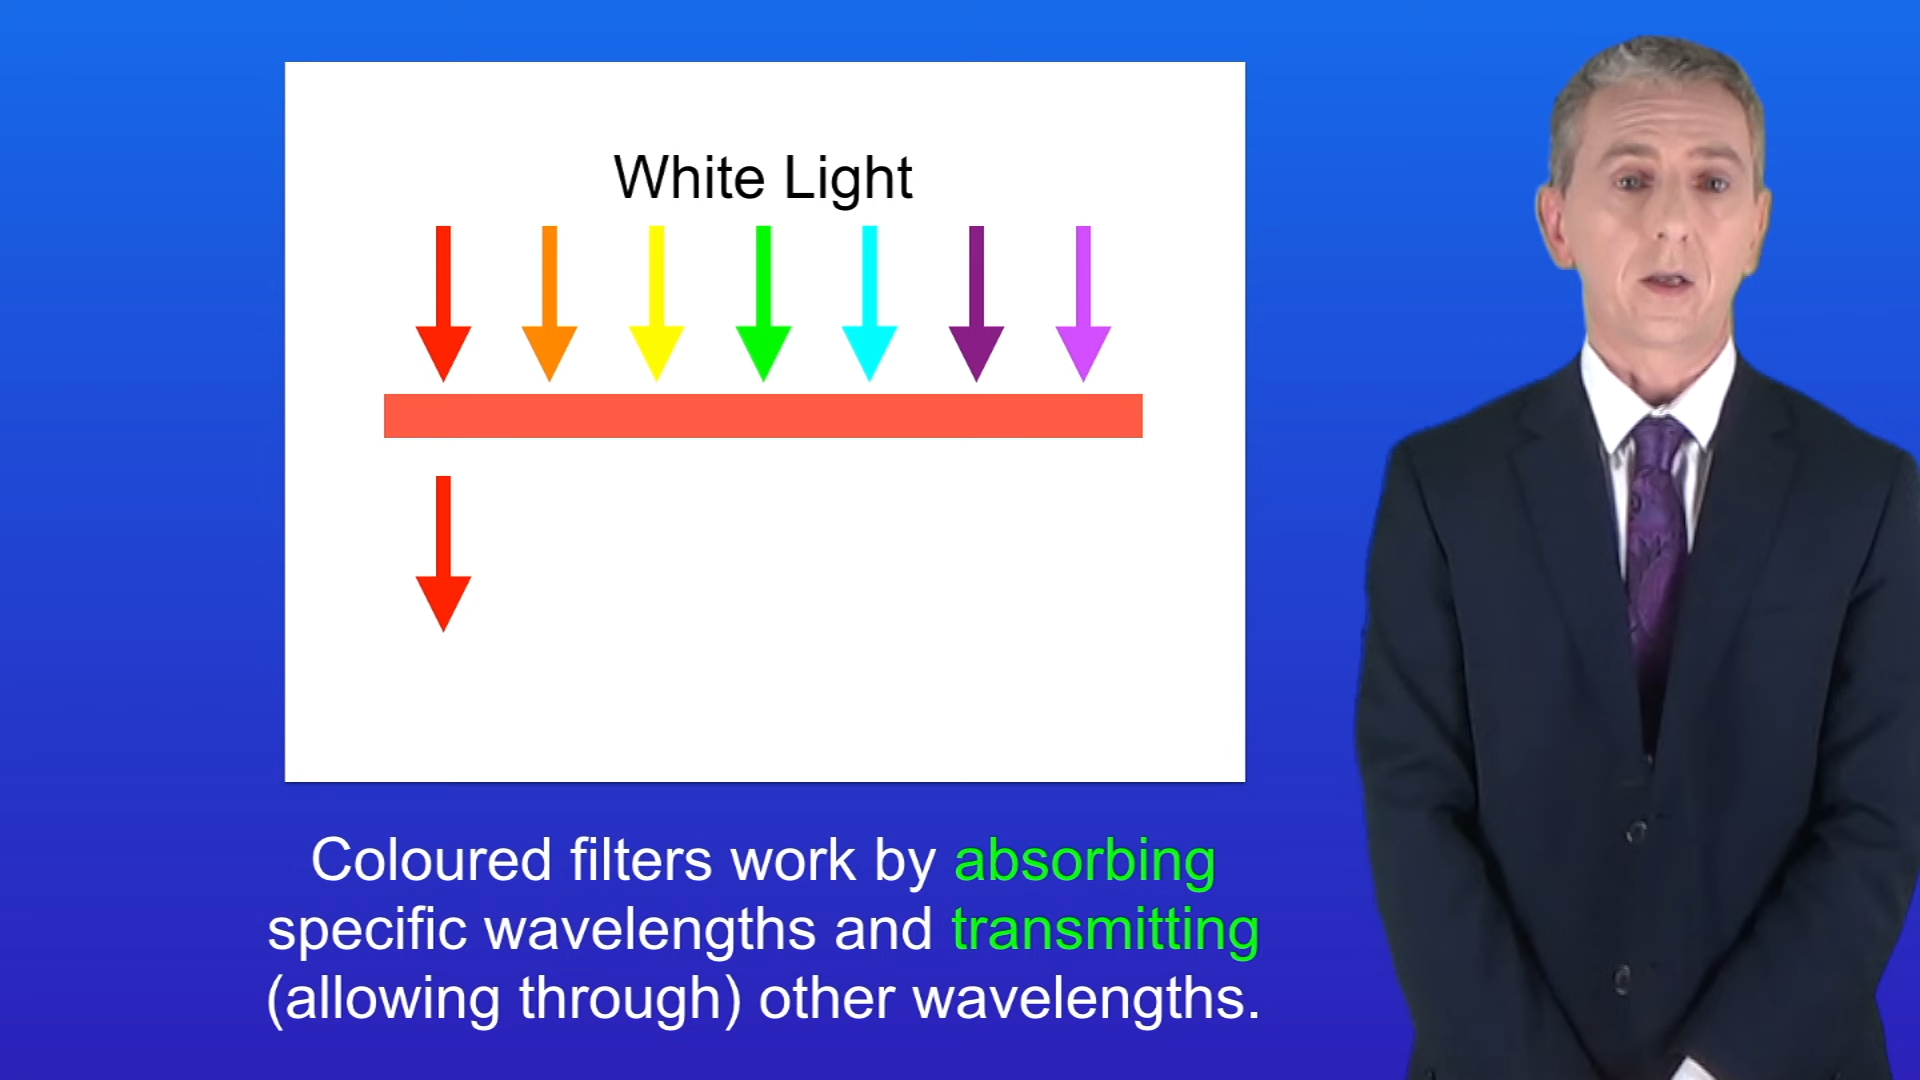 White Light
Coloured filters work by absorbing
specific wavelengths and transmitting
(allowing through) other wavelengths.